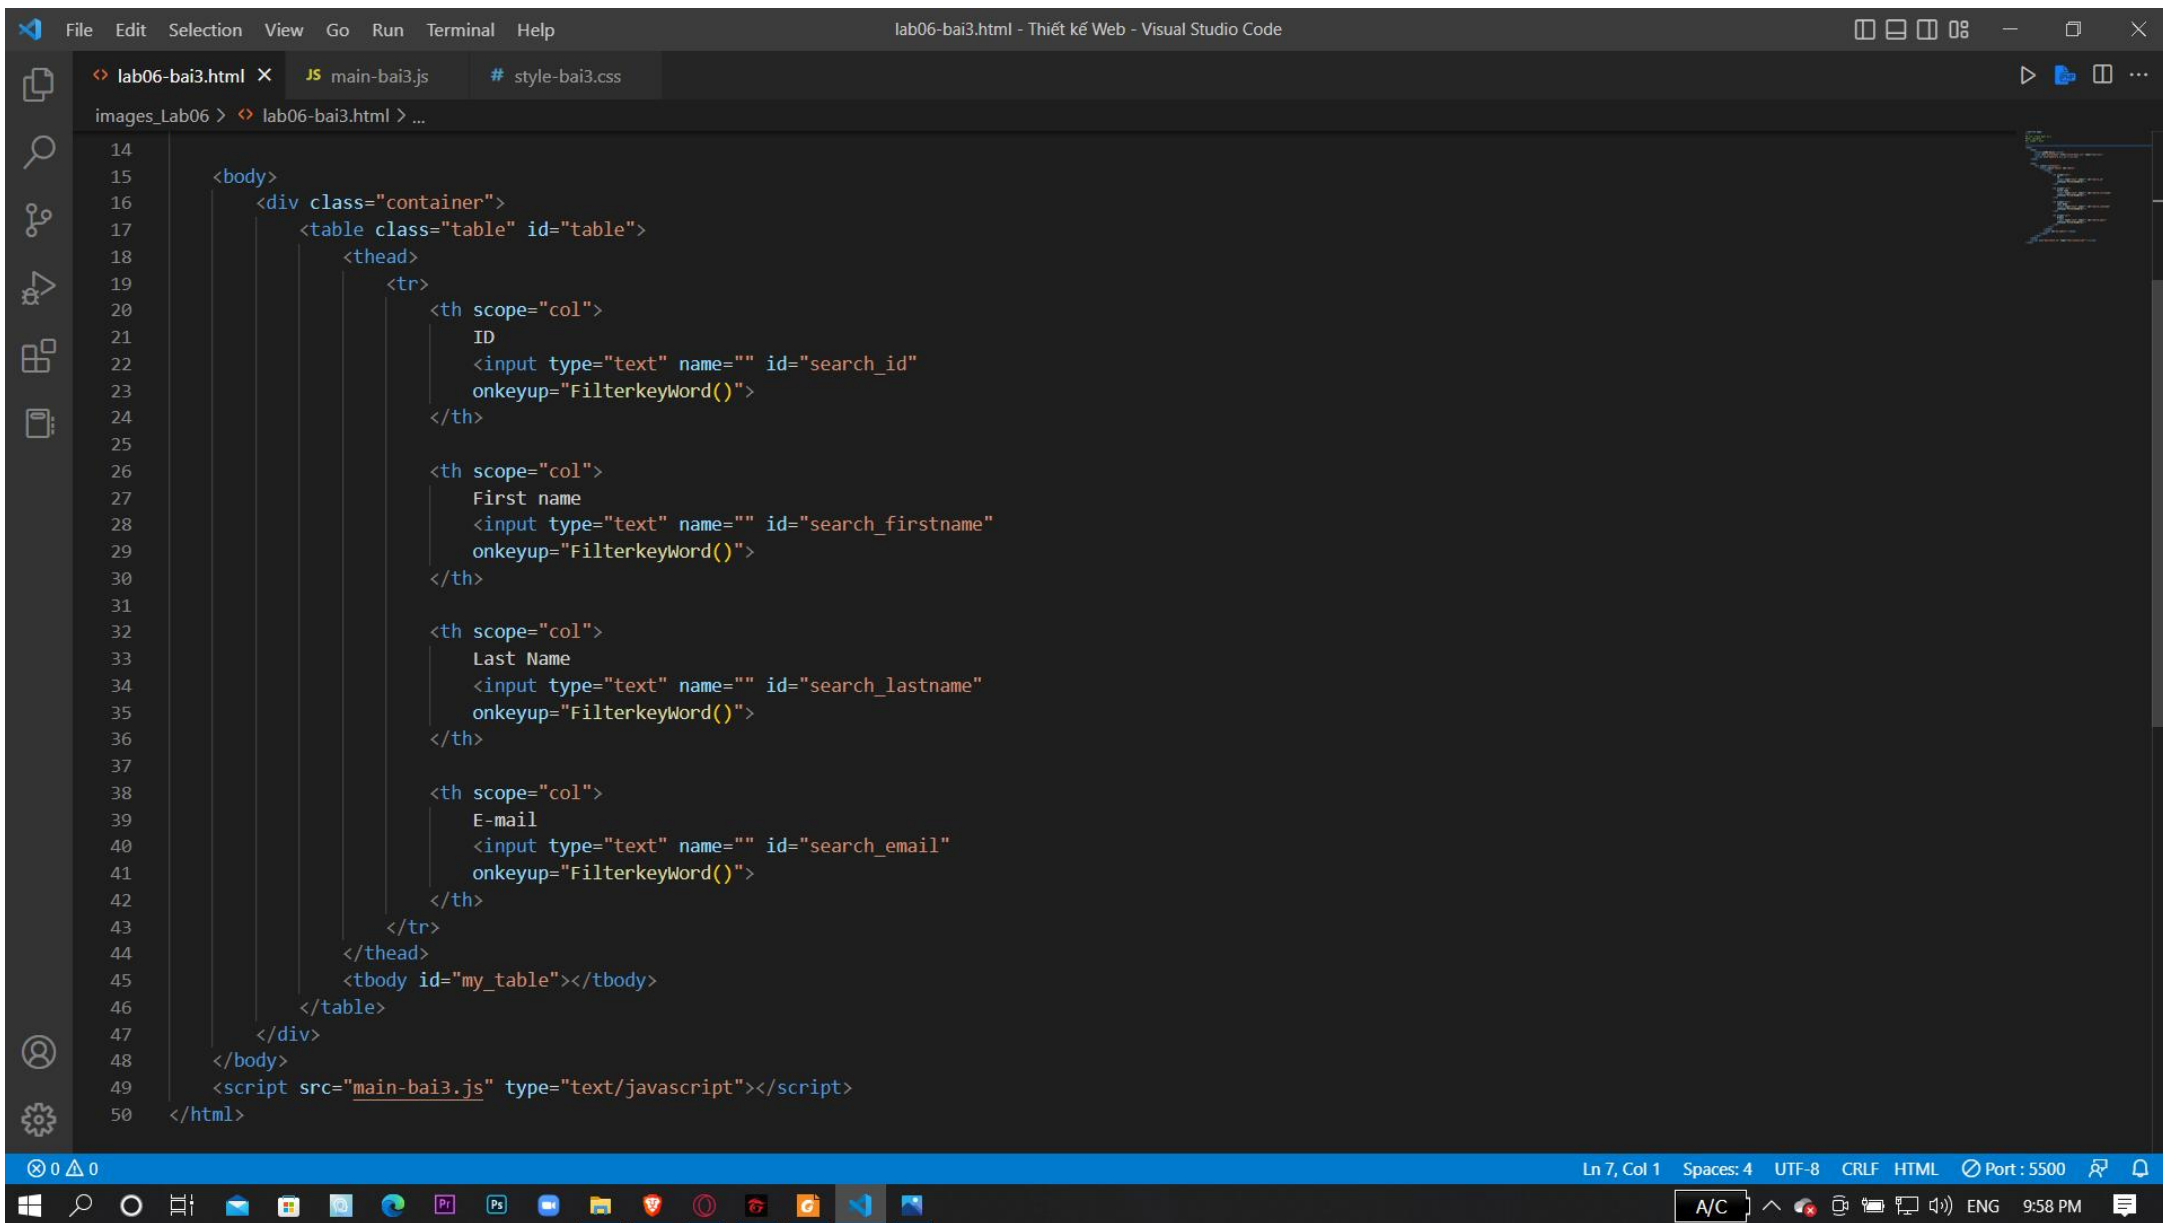 File Edit Selection View Go Run Terminal Help lab06-bai3.html - Thiết kế Web - Visual Studio Code
lab06-bai3.html JS main-bai3.js # style-bai3.css
images_Lab06 > lab06-bai3.html > ...
14
15 <body>
16 <div class="container">
17 <table class="table" id="table">
18 <thead>
19 <tr>
20 <th scope="col">
21 ID
22 <input type="text" name="" id="search_id"
23 onkeyup="FilterkeyWord()">
24 </th>
25
26 <th scope="col">
27 First name
28 <input type="text" name="" id="search_firstname"
29 onkeyup="FilterkeyWord()">
30 </th>
31
32 <th scope="col">
33 Last Name
34 <input type="text" name="" id="search_lastname"
35 onkeyup="FilterkeyWord()">
36 </th>
37
38 <th scope="col">
39 E-mail
40 <input type="text" name="" id="search_email"
41 onkeyup="FilterkeyWord()">
42 </th>
43 </tr>
44 </thead>
45 <tbody id="my_table"></tbody>
46 </table>
47 </div>
48 </body>
49 <script src="main-bai3.js" type="text/javascript"></script>
50 </html>
0 0 Ln 7, Col 1 Spaces: 4 UTF-8 CRLF HTML Port : 5500
Pr Ps A/C ENG 9:58 PM